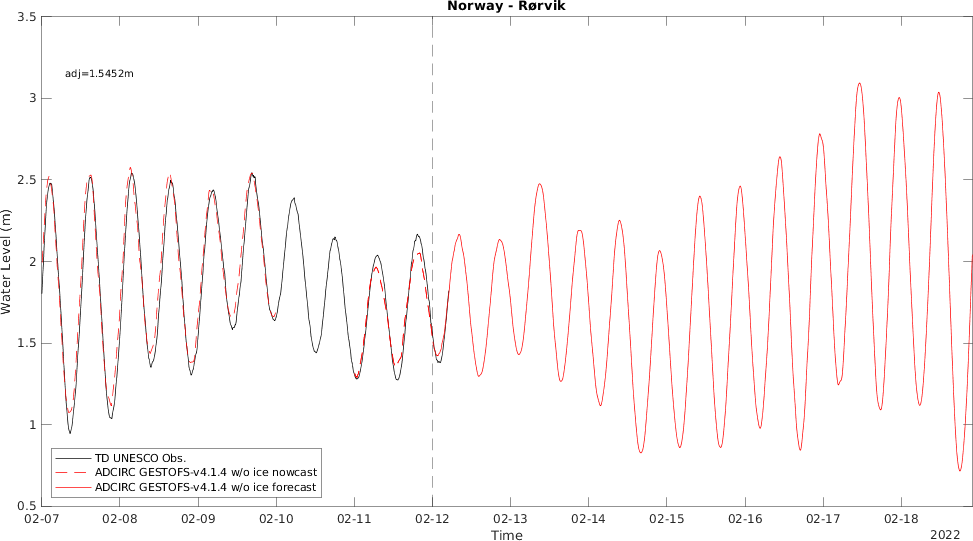 Norway - Rørvik
3.5
adj=1.5452m
3
2.5
2
Water Level (m)
1.5
1
TD UNESCO Obs.
ADCIRC GESTOFS-v4.1.4 w/o ice nowcast
ADCIRC GESTOFS-v4.1.4 w/o ice forecast
0.5
02-07 02-08 02-09 02-10 02-11 02-12 02-13 02-14 02-15 02-16 02-17 02-18
Time
2022